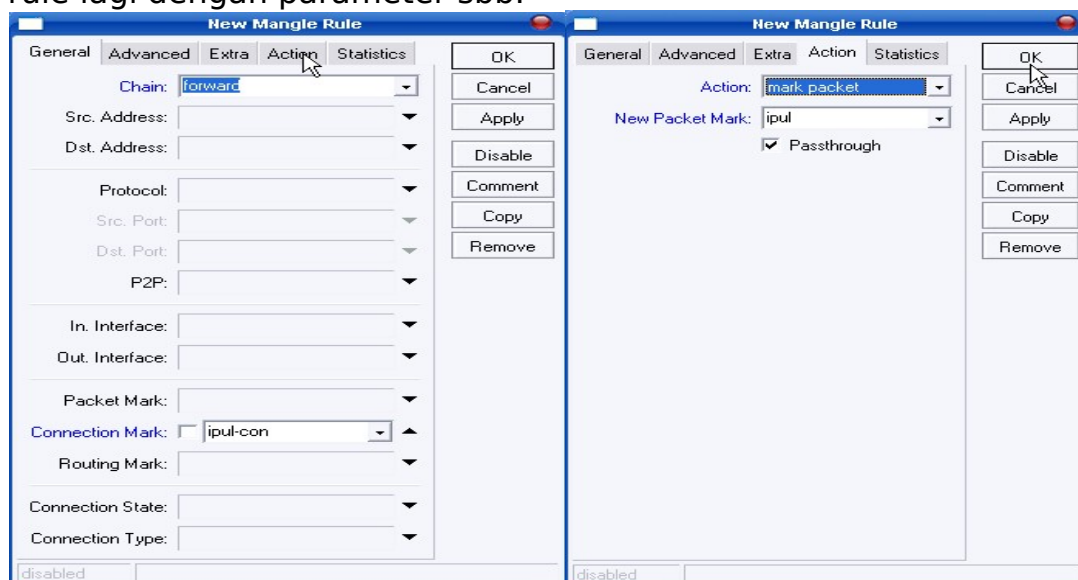 rule lagi dengan parameter sbb:
New Mangle Rule
General Advanced Extra Action Statistics
Chain: forward
Src. Address:
Dst. Address:
Protocol:
Src. Port:
Dst. Port:
P2P:
In. Interface:
Out. Interface:
Packet Mark:
Connection Mark: ipul-con
Routing Mark:
Connection State:
Connection Type:
disabled
OK
Cancel
Apply
Disable
Comment
Copy
Remove
New Mangle Rule
General Advanced Extra Action Statistics
Action: mark packet
New Packet Mark: ipul
Passthrough
disabled
OK
Cancel
Apply
Disable
Comment
Copy
Remove